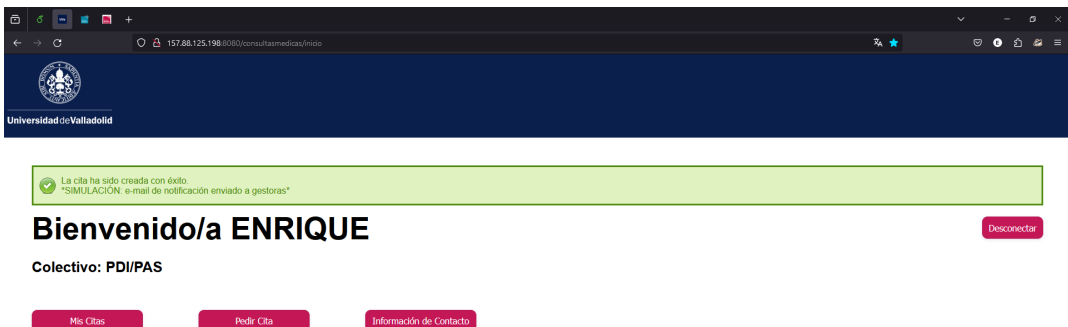 157.88.125.198:8080/consultasmedicas/inicio
Universidad de Valladolid
La cita ha sido creada con éxito.
*SIMULACIÓN: e-mail de notificación enviado a gestoras*
Bienvenido/a ENRIQUE
Desconectar
Colectivo: PDI/PAS
Mis Citas Pedir Cita Información de Contacto